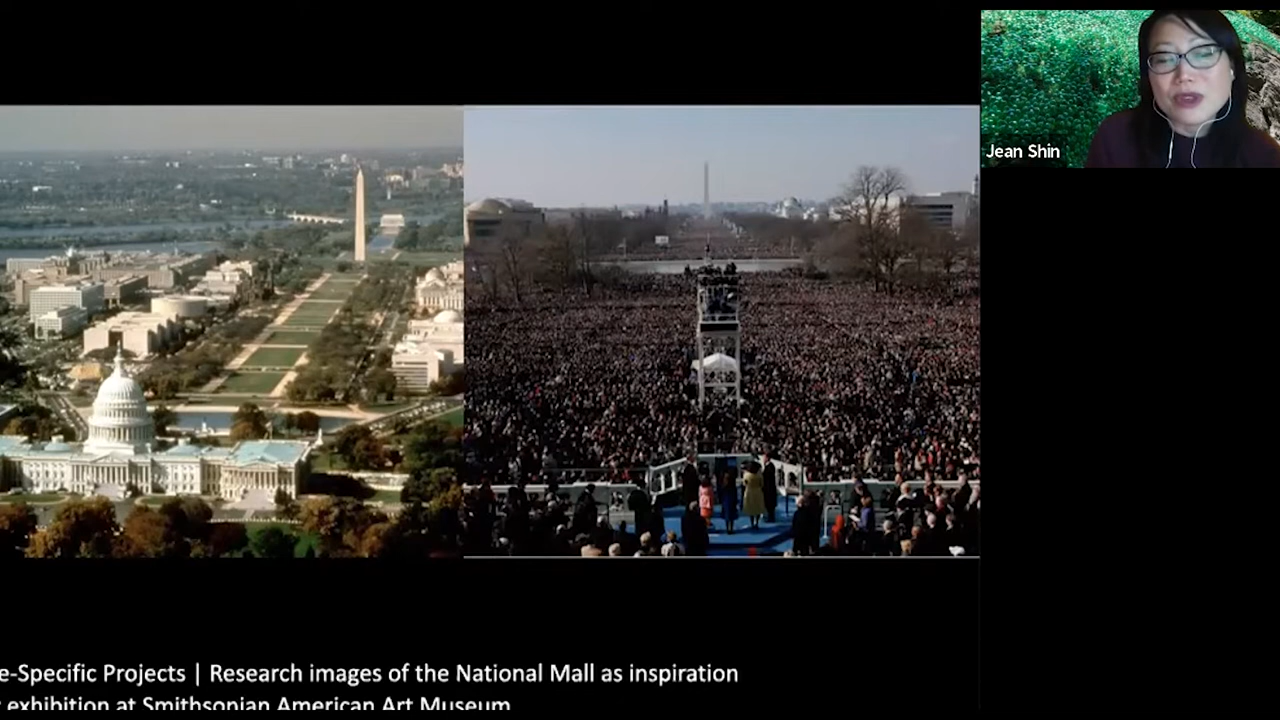 Jean Shin
e-Specific Projects | Research images of the National Mall as inspiration
exhibition at Smithsonian American Art Museum